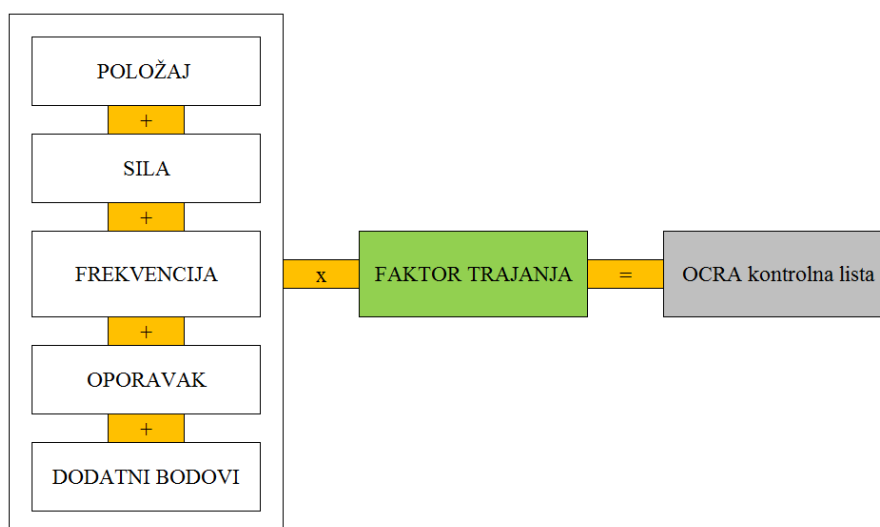 POLOŽAJ
+
SILA
+
FREKVENCIJA
x
FAKTOR TRAJANJA
=
OCRA kontrolna lista
+
OPORAVAK
+
DODATNI BODOVI